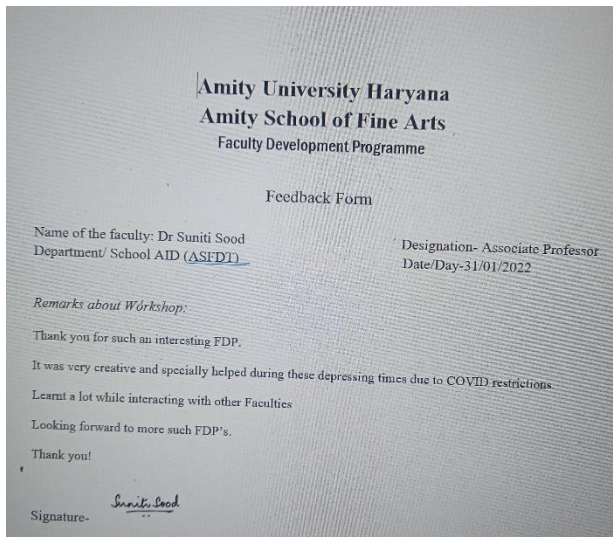 Amity University Haryana
Amity School of Fine Arts
Faculty Development Programme
Feedback Form
Name of the faculty: Dr Suniti Sood
Designation- Associate Professor
Department/ School AID (ASFDT)
Date/Day-31/01/2022
Remarks about Workshop:
Thank you for such an interesting FDP.
It was very creative and specially helped during these depressing times due to COVID restrictions.
Learnt a lot while interacting with other Faculties
Looking forward to more such FDP's.
Thank you!
Suniti Sood
Signature-